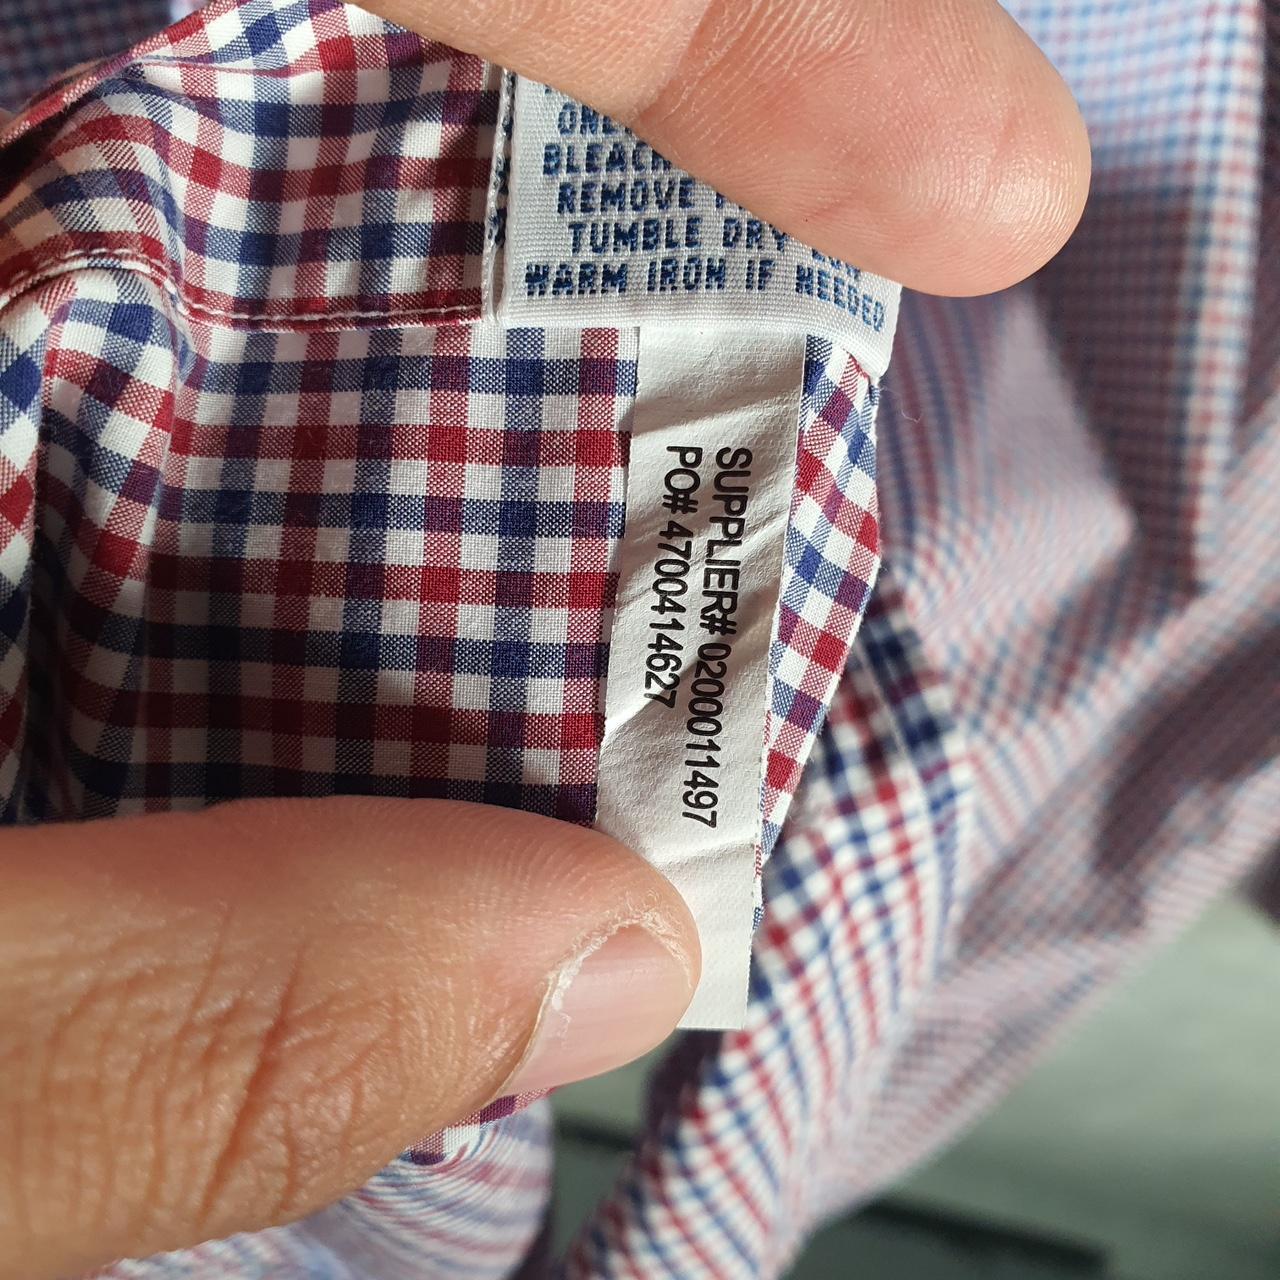 BLEACH
REMOVE
TUMBLE DRY
WARM IRON IF NEEDED
SUPPLIER# 0200011497
PO# 4700414627